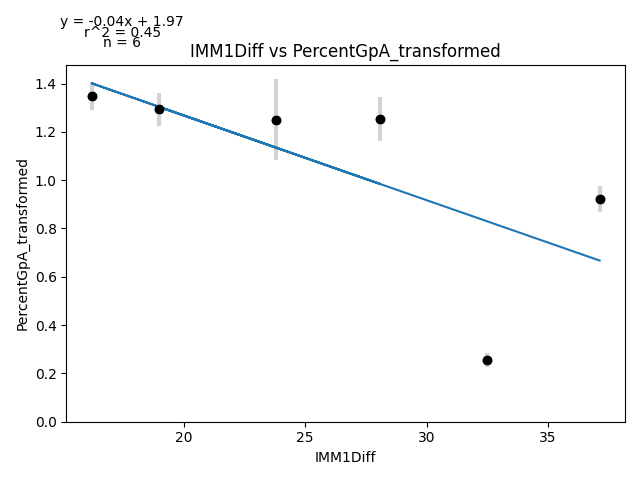 y = -0.04x + 1.97
r^2 = 0.45
n = 6
IMM1Diff vs PercentGpA_transformed
PercentGpA_transformed
1.4
1.2
1.0
0.8
0.6
0.4
0.2
0.0
20
25
30
35
IMM1Diff